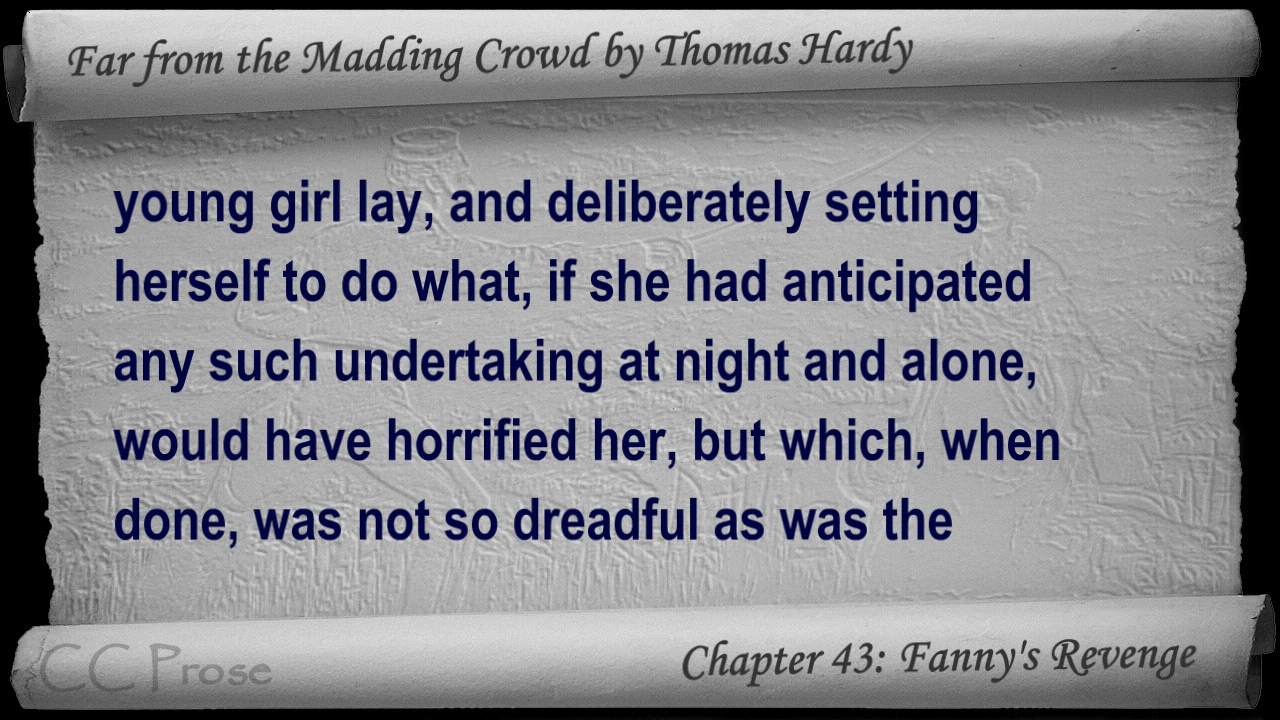 Far from the Madding Crowd by Thomas Hardy
young girl lay, and deliberately setting
herself to do what, if she had anticipated
any such undertaking at night and alone,
would have horrified her, but which, when
done, was not so dreadful as was the
CC Prose
Chapter 43: Fanny's Revenge